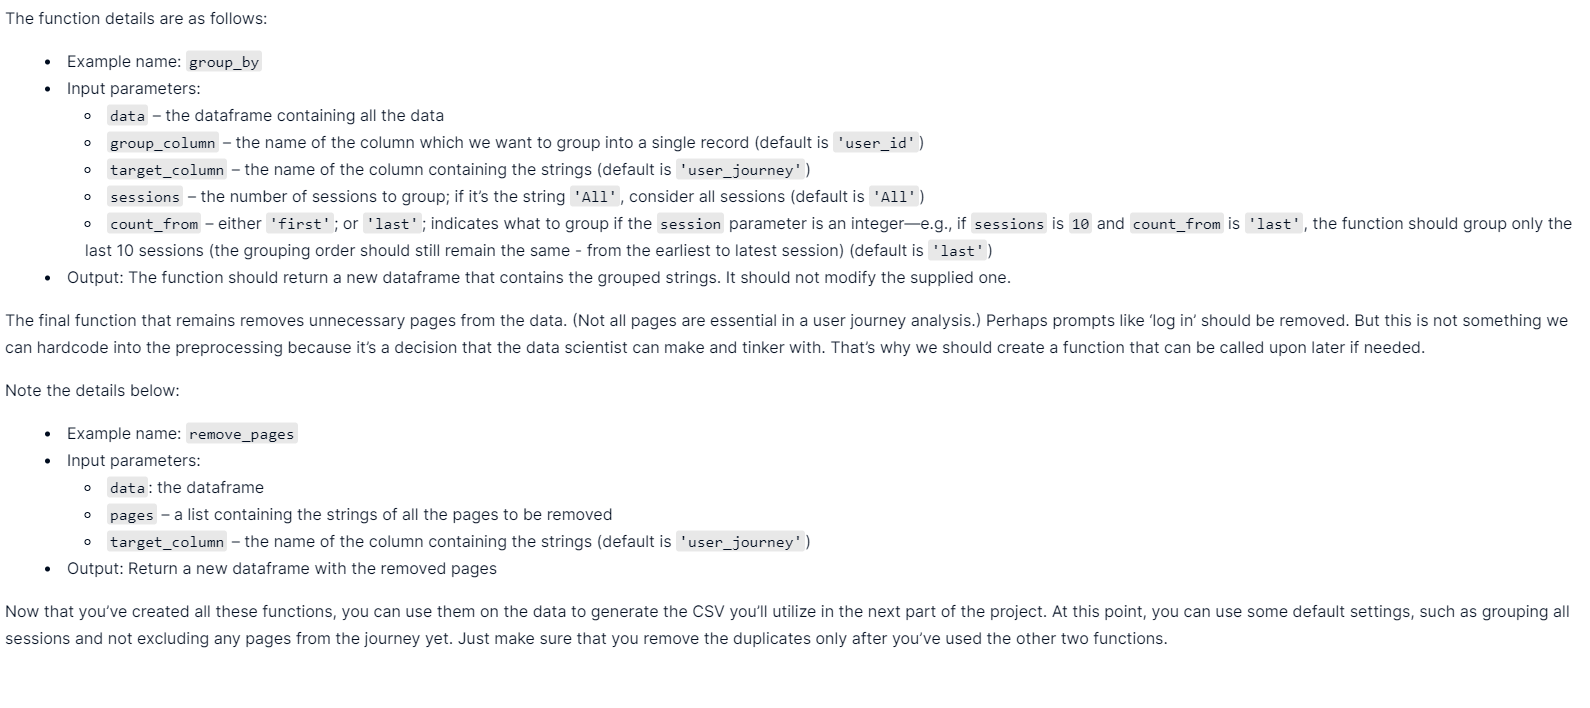 The function details are as follows:
• Example name: group_by
• Input parameters:
◦ data – the dataframe containing all the data
◦ group_column – the name of the column which we want to group into a single record (default is 'user_id')
◦ target_column – the name of the column containing the strings (default is 'user_journey')
◦ sessions – the number of sessions to group; if it’s the string 'All', consider all sessions (default is 'All')
◦ count_from – either 'first'; or 'last'; indicates what to group if the session parameter is an integer—e.g., if sessions is 10 and count_from is 'last', the function should group only the
last 10 sessions (the grouping order should still remain the same - from the earliest to latest session) (default is 'last')
• Output: The function should return a new dataframe that contains the grouped strings. It should not modify the supplied one.
The final function that remains removes unnecessary pages from the data. (Not all pages are essential in a user journey analysis.) Perhaps prompts like ‘log in’ should be removed. But this is not something we
can hardcode into the preprocessing because it’s a decision that the data scientist can make and tinker with. That’s why we should create a function that can be called upon later if needed.
Note the details below:
• Example name: remove_pages
• Input parameters:
◦ data: the dataframe
◦ pages – a list containing the strings of all the pages to be removed
◦ target_column – the name of the column containing the strings (default is 'user_journey')
• Output: Return a new dataframe with the removed pages
Now that you’ve created all these functions, you can use them on the data to generate the CSV you’ll utilize in the next part of the project. At this point, you can use some default settings, such as grouping all
sessions and not excluding any pages from the journey yet. Just make sure that you remove the duplicates only after you’ve used the other two functions.